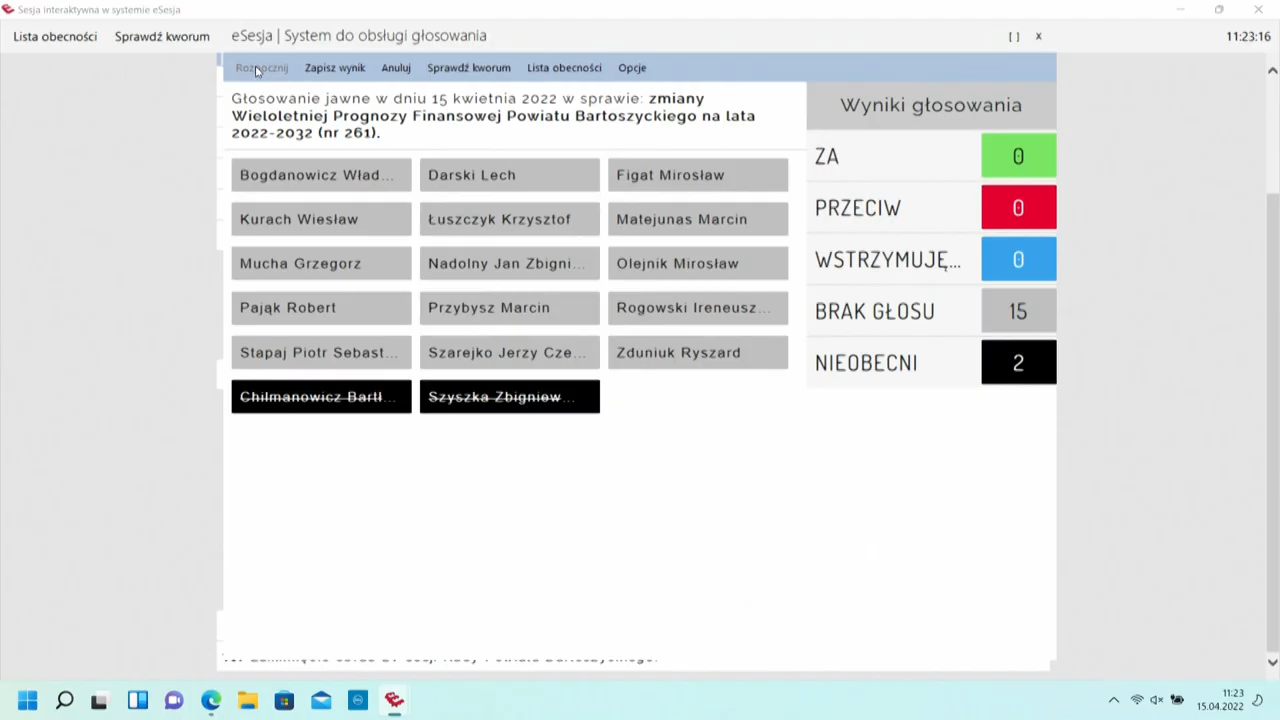 Sesja interaktywna w systemie eSesja
Lista obecności Sprawdź kworum eSesja | System do obsługi głosowania [ ] x 11:23:16
Rozpocznij Zapisz wynik Anuluj Sprawdź kworum Lista obecności Opcje
Głosowanie jawne w dniu 15 kwietnia 2022 w sprawie: zmiany
Wieloletniej Prognozy Finansowej Powiatu Bartoszyckiego na lata
2022-2032 (nr 261).
Wyniki głosowania
Bogdanowicz Wład... Darski Lech Figat Mirosław
Kurach Wiesław Łuszczyk Krzysztof Matejunas Marcin
Mucha Grzegorz Nadolny Jan Zbigni... Olejnik Mirosław
Pająk Robert Przybysz Marcin Rogowski Ireneusz...
Stapaj Piotr Sebast... Szarejko Jerzy Cze... Zduniuk Ryszard
Chilmanowicz Bartł... Szyszka Zbigniew...
ZA 0
PRZECIW 0
WSTRZYMUJĘ... 0
BRAK GŁOSU 15
NIEOBECNI 2
11:23
15.04.2022